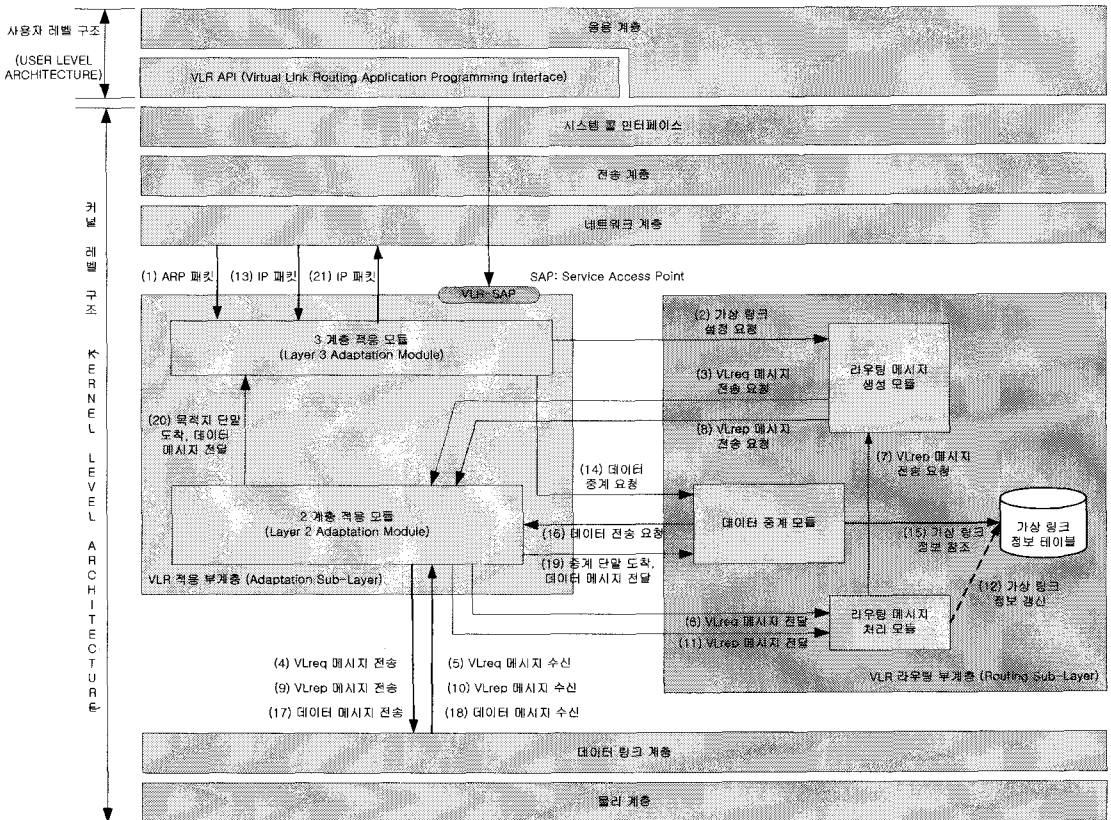 사용자 레벨 구조
(USER LEVEL
ARCHITECTURE)
응용 계층
VLR API (Virtual Link Routing Application Programming Interface)
시스템 콜 인터페이스
전송 계층
네트워크 계층
커널 레벨 구조
KERNEL LEVEL ARCHITECTURE
(1) ARP 패킷
(13) IP 패킷
(21) IP 패킷
SAP: Service Access Point
VLR-SAP
3 계층 적응 모듈
(Layer 3 Adaptation Module)
(2) 가상 링크
설정 요청
(3) VLreq 메시지
전송 요청
라우팅 메시지
생성 모듈
(8) VLrep 메시지
전송 요청
(7) VLrep 메시지
전송 요청
(20) 목적지 단말
도착, 데이터
메시지 전달
(14) 데이터
중계 요청
2 계층 적응 모듈
(Layer 2 Adaptation Module)
(16) 데이터 전송 요청
데이터 중계 모듈
(15) 가상 링크
정보 참조
가상 링크
정보 테이블
(19) 중계 단말 도착,
데이터 메시지 전달
VLR 적응 부계층 (Adaptation Sub-Layer)
(12) 가상 링크
정보 갱신
라우팅 메시지
처리 모듈
(6) VLreq 메시지 전달
(11) VLrep 메시지 전달
VLR 라우팅 부계층 (Routing Sub-Layer)
(4) VLreq 메시지 전송
(5) VLreq 메시지 수신
(9) VLrep 메시지 전송
(10) VLrep 메시지 수신
(17) 데이터 메시지 전송
(18) 데이터 메시지 수신
데이터 링크 계층
물리 계층